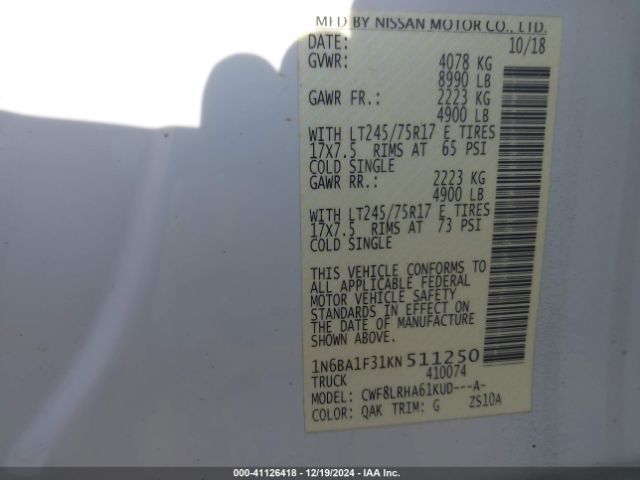 MFD BY NISSAN MOTOR CO., LTD.
DATE: 10/18
GVWR: 4078 KG
8990 LB
GAWR FR.: 2223 KG
4900 LB
WITH LT245/75R17 E TIRES
17X7.5 RIMS AT 65 PSI
COLD SINGLE
GAWR RR.: 2223 KG
4900 LB
WITH LT245/75R17 E TIRES
17X7.5 RIMS AT 73 PSI
COLD SINGLE
THIS VEHICLE CONFORMS TO
ALL APPLICABLE FEDERAL
MOTOR VEHICLE SAFETY
STANDARDS IN EFFECT ON
THE DATE OF MANUFACTURE
SHOWN ABOVE.
1N6BA1F31KN 511250
TRUCK 410074
MODEL: CWF8LRHA61KUD---A-
COLOR: QAK TRIM: G ZS10A
000-41126418 - 12/19/2024 - IAA Inc.